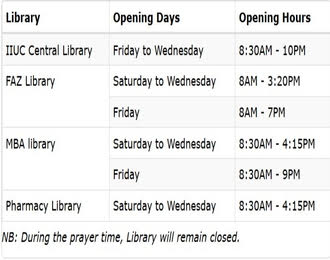 Library Opening Days Opening Hours
IIUC Central Library Friday to Wednesday 8:30AM - 10PM
FAZ Library Saturday to Wednesday 8AM - 3:20PM
Friday 8AM - 7PM
MBA library Saturday to Wednesday 8:30AM - 4:15PM
Friday 8:30AM - 9PM
Pharmacy Library Saturday to Wednesday 8:30AM - 4:15PM
NB: During the prayer time, Library will remain closed.